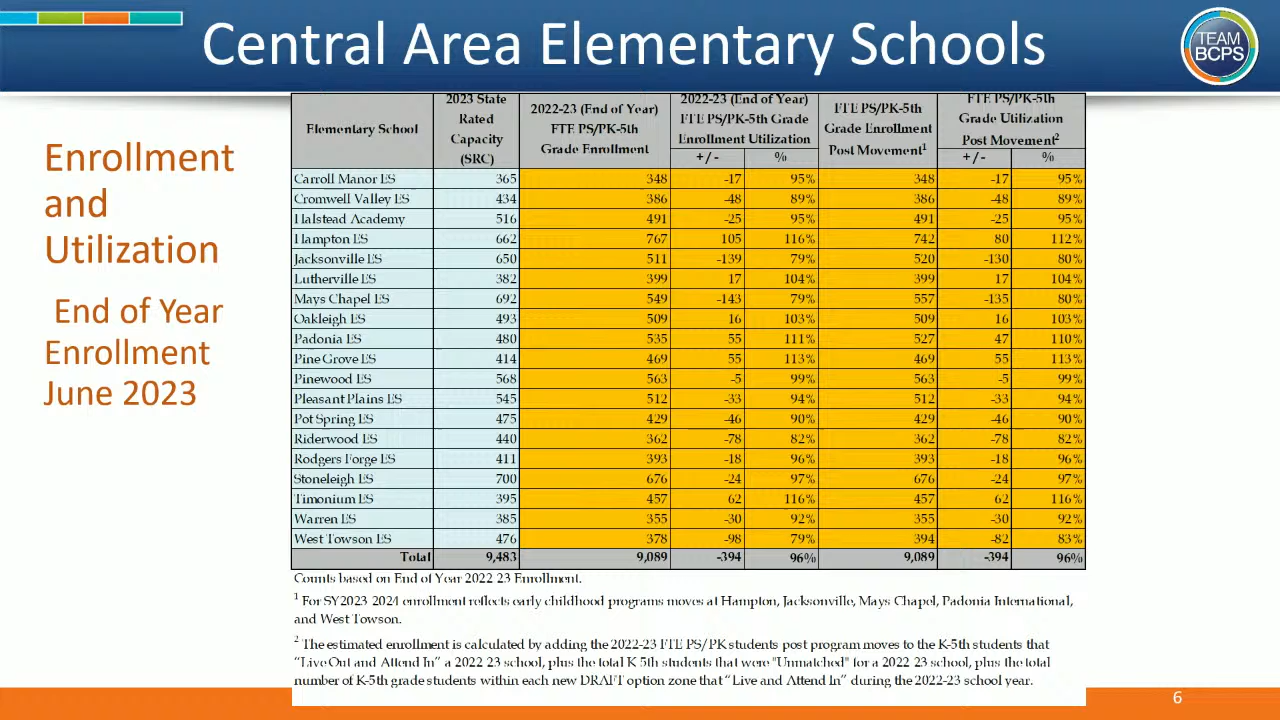 Central Area Elementary Schools
TEAM
BCPS
Enrollment
and
Utilization
End of Year
Enrollment
June 2023
Elementary School | 2023 State Rated Capacity (SRC) | 2022-23 (End of Year) FTE PS/PK-5th Grade Enrollment | 2022-23 (End of Year) FTE PS/PK-5th Grade Enrollment Utilization | FTE PS/PK-5th Grade Enrollment Post Movement¹ | FTE PS/PK-5th Grade Utilization Post Movement²
+/- | % | +/- | %
Carroll Manor ES | 365 | 348 | -17 | 95% | 348 | -17 | 95%
Cromwell Valley ES | 434 | 386 | -48 | 89% | 386 | -48 | 89%
Halstead Academy | 516 | 491 | -25 | 95% | 491 | -25 | 95%
Hampton ES | 662 | 767 | 105 | 116% | 742 | 80 | 112%
Jacksonville ES | 650 | 511 | -139 | 79% | 520 | -130 | 80%
Lutherville ES | 382 | 399 | 17 | 104% | 399 | 17 | 104%
Mays Chapel ES | 692 | 549 | -143 | 79% | 557 | -135 | 80%
Oakleigh ES | 493 | 509 | 16 | 103% | 509 | 16 | 103%
Padonia ES | 480 | 535 | 55 | 111% | 527 | 47 | 110%
Pine Grove ES | 414 | 469 | 55 | 113% | 469 | 55 | 113%
Pinewood ES | 568 | 563 | -5 | 99% | 563 | -5 | 99%
Pleasant Plains ES | 545 | 512 | -33 | 94% | 512 | -33 | 94%
Pot Spring ES | 475 | 429 | -46 | 90% | 429 | -46 | 90%
Riderwood ES | 440 | 362 | -78 | 82% | 362 | -78 | 82%
Rodgers Forge ES | 411 | 393 | -18 | 96% | 393 | -18 | 96%
Stoneleigh ES | 700 | 676 | -24 | 97% | 676 | -24 | 97%
Timonium ES | 395 | 457 | 62 | 116% | 457 | 62 | 116%
Warren ES | 385 | 355 | -30 | 92% | 355 | -30 | 92%
West Towson ES | 476 | 378 | -98 | 79% | 394 | -82 | 83%
Total | 9,483 | 9,089 | -394 | 96% | 9,089 | -394 | 96%
Counts based on End of Year 2022-23 Enrollment.
¹ For SY2023-2024 enrollment reflects early childhood programs moves at Hampton, Jacksonville, Mays Chapel, Padonia International,
and West Towson.
² The estimated enrollment is calculated by adding the 2022-23 FTE PS/PK students post program moves to the K-5th students that
"Live Out and Attend In" a 2022-23 school, plus the total K-5th students that were "Unmatched" for a 2022-23 school, plus the total
number of K-5th grade students within each new DRAFT option zone that "Live and Attend In" during the 2022-23 school year.
6